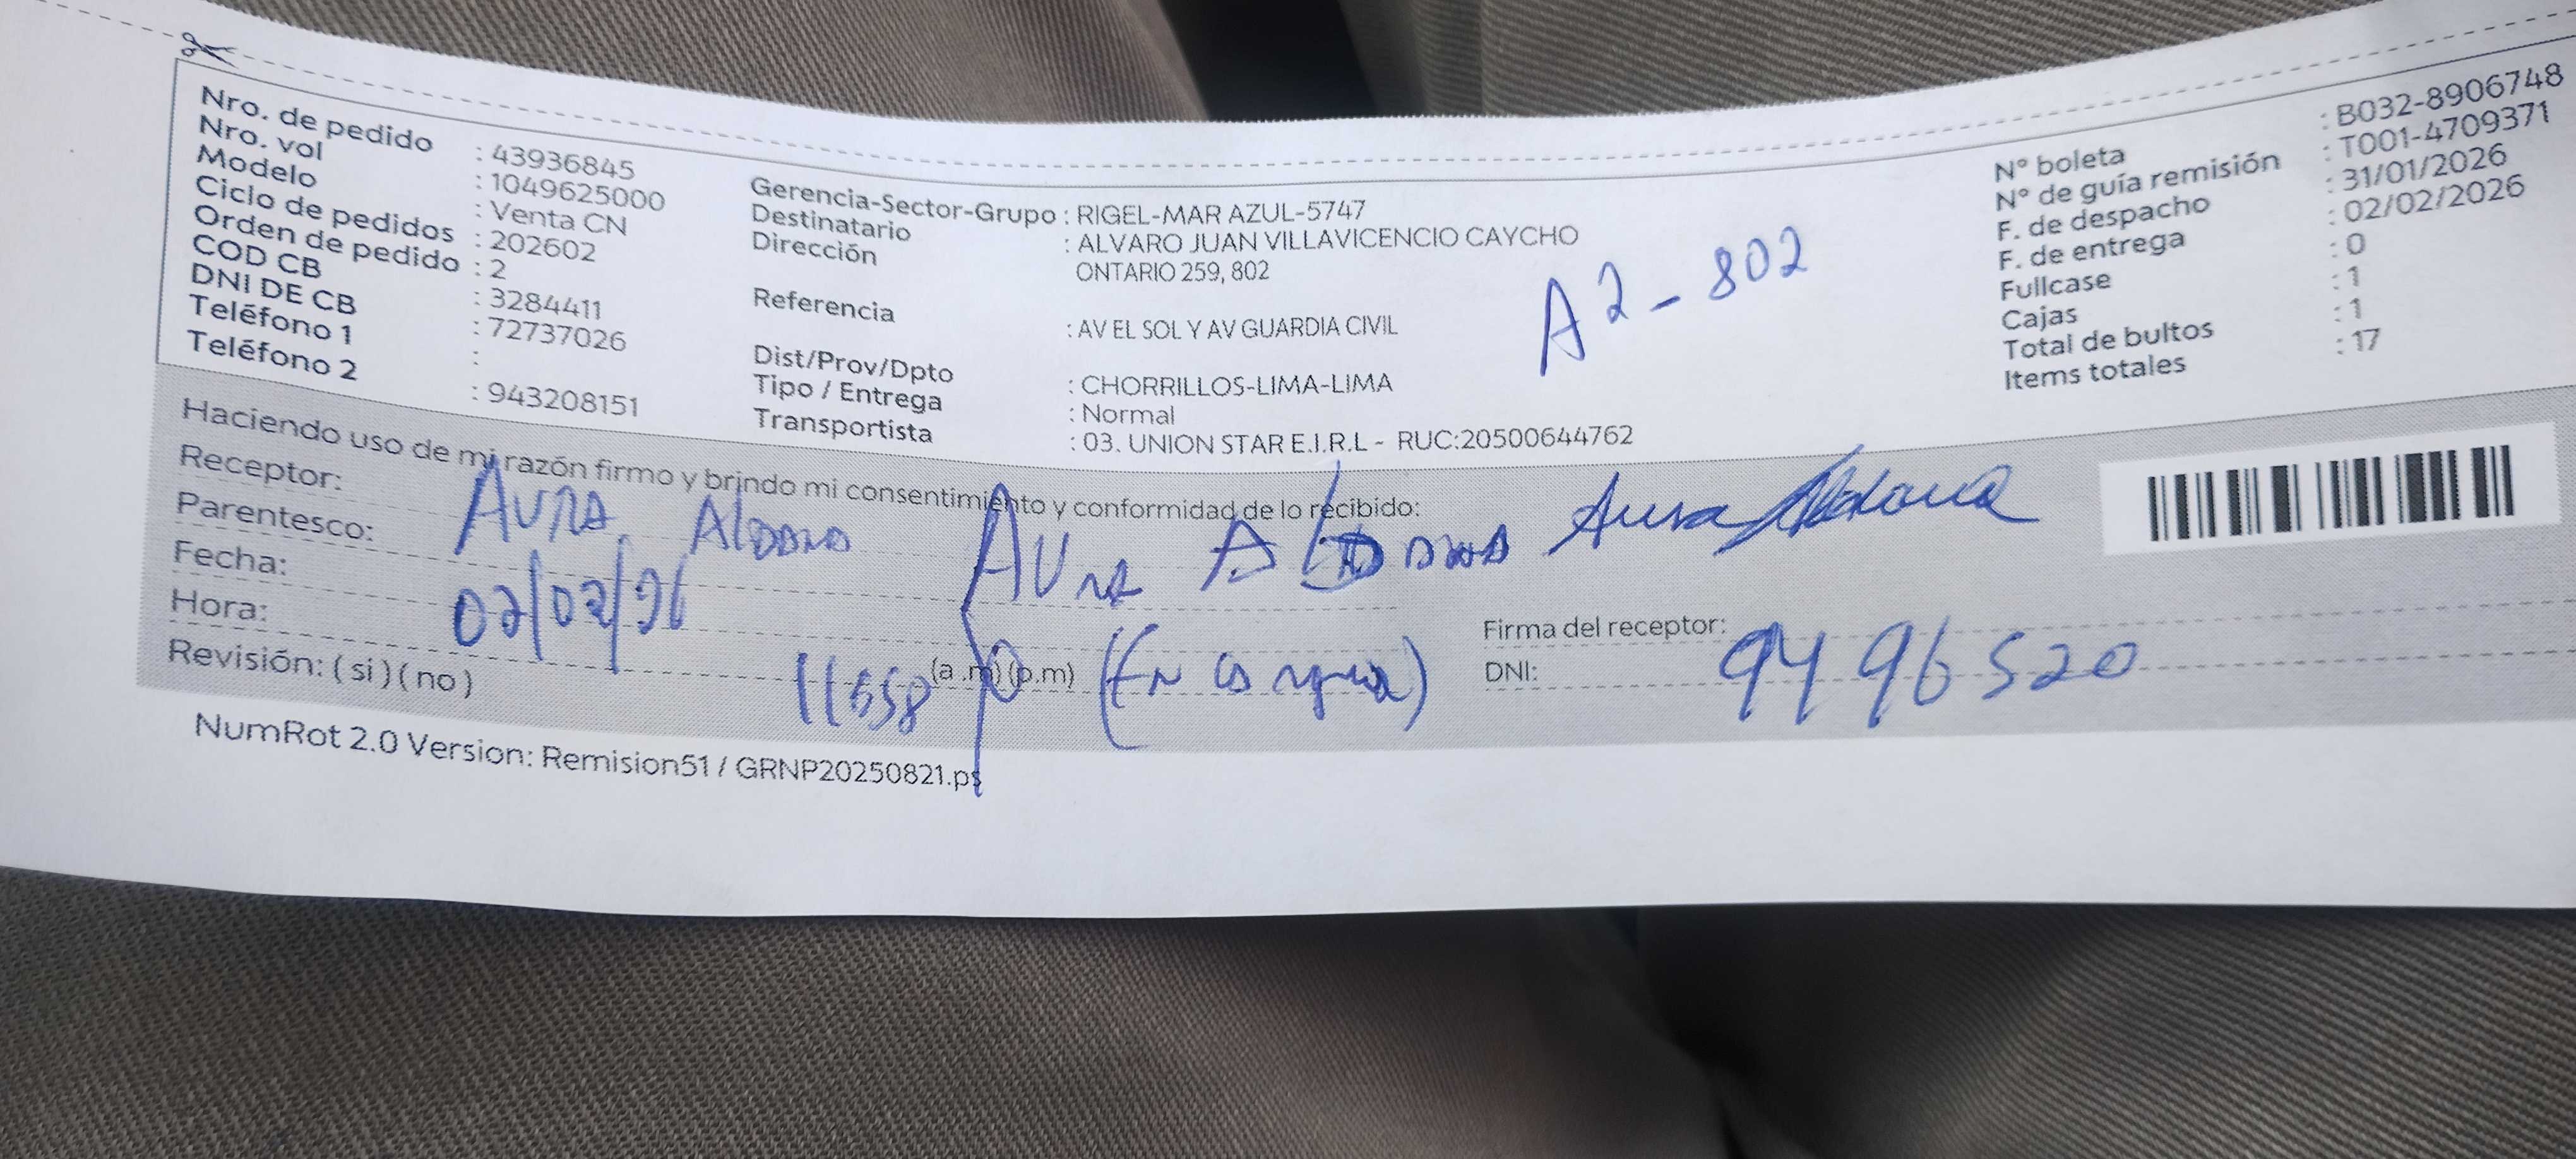 Nro. de pedido : 43936845
Nro. vol : 1049625000
Modelo : Venta CN
Ciclo de pedidos : 202602
Orden de pedido : 2
COD CB : 3284411
DNI DE CB : 72737026
Teléfono 1 :
Teléfono 2 : 943208151
Gerencia-Sector-Grupo : RIGEL-MAR AZUL-5747
Destinatario : ALVARO JUAN VILLAVICENCIO CAYCHO
Dirección ONTARIO 259, 802
Referencia : AV EL SOL Y AV GUARDIA CIVIL
Dist/Prov/Dpto : CHORRILLOS-LIMA-LIMA
Tipo / Entrega : Normal
Transportista : 03. UNION STAR E.I.R.L - RUC:20500644762
A2-802
N° boleta : B032-8906748
N° de guía remisión : T001-4709371
F. de despacho : 31/01/2026
F. de entrega : 02/02/2026
Fullcase : 0
Cajas : 1
Total de bultos : 1
Items totales : 17
Haciendo uso de mi razón firmo y brindo mi consentimiento y conformidad de lo recibido:
Receptor: AURA
Parentesco:
Fecha: 02/02/26
Hora: (a.m) (p.m)
Revisión: ( si ) ( no )
AURA
Aura Aldana
Firma del receptor:
DNI: 9496520
NumRot 2.0 Version: Remision51 / GRNP20250821.ps